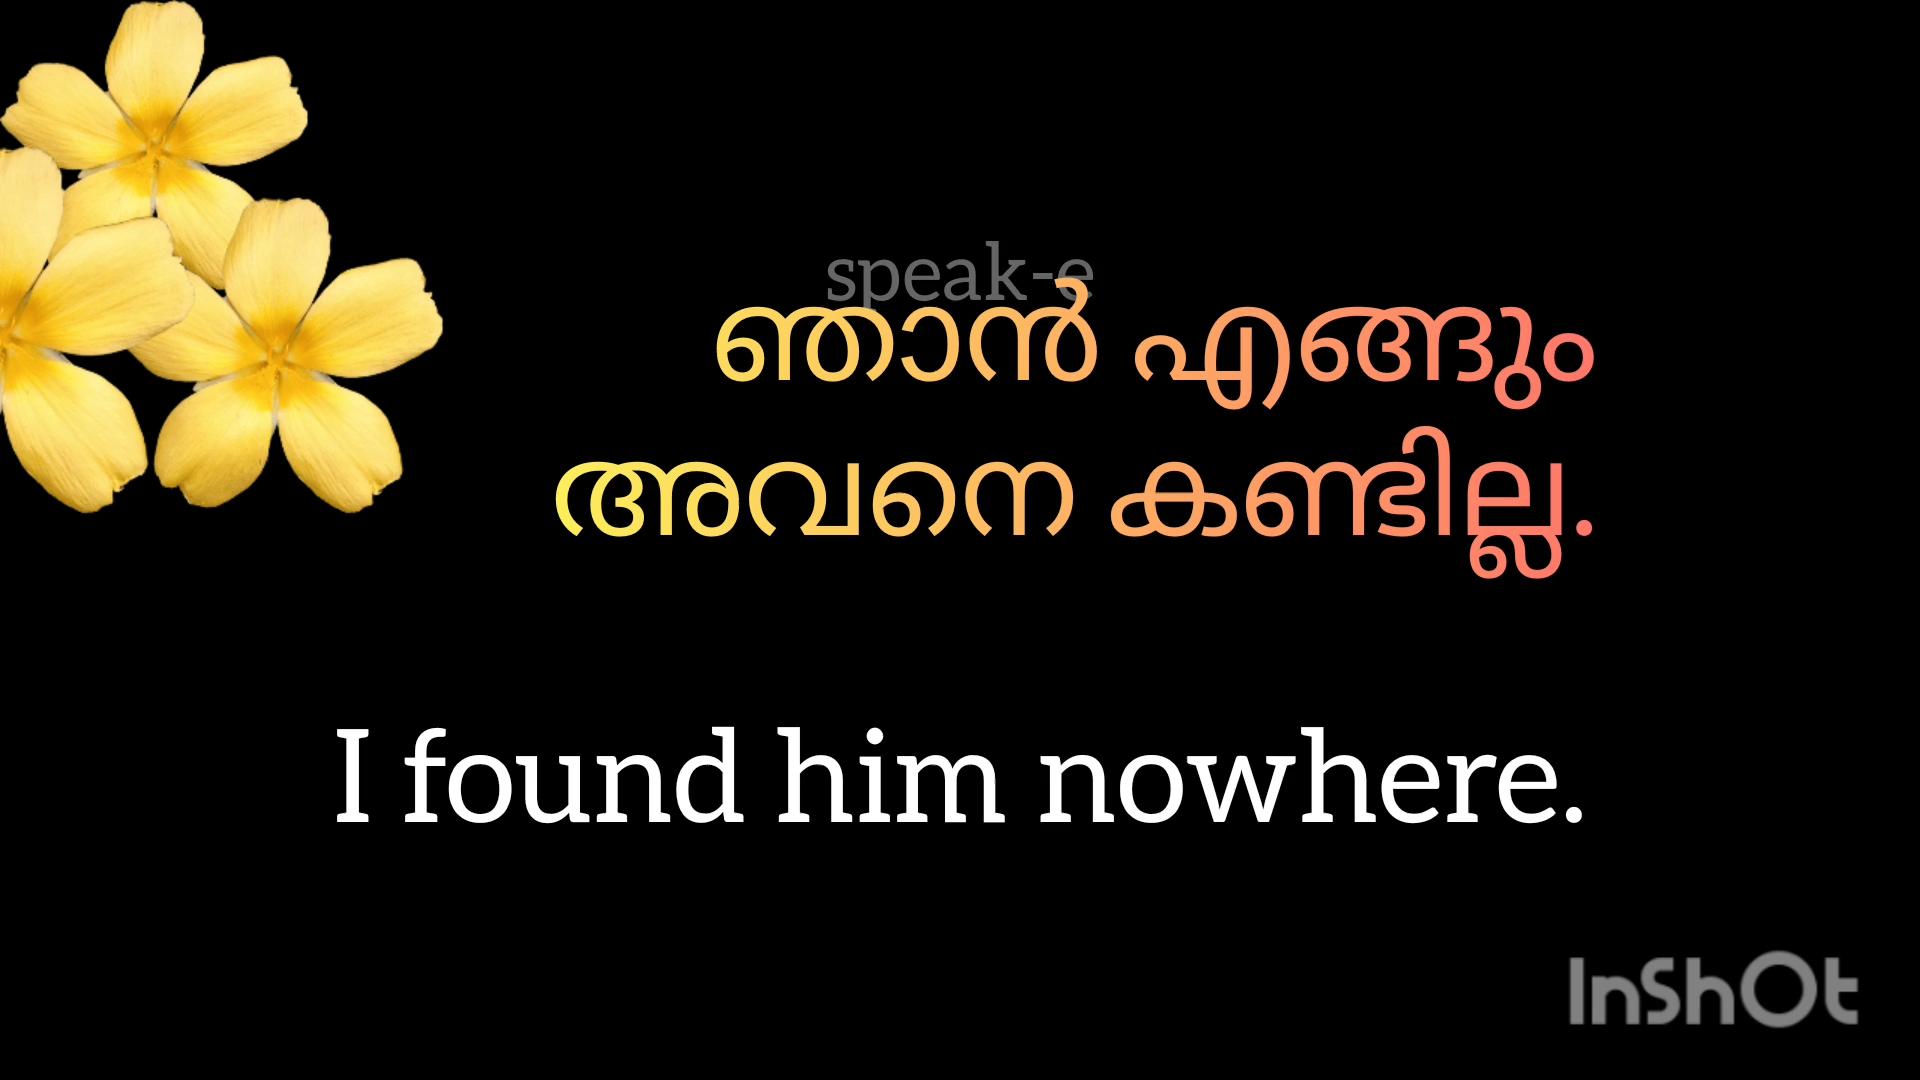 speak-e
ഞാൻ എങ്ങും
അവനെ കണ്ടില്ല.
I found him nowhere.
InShOt